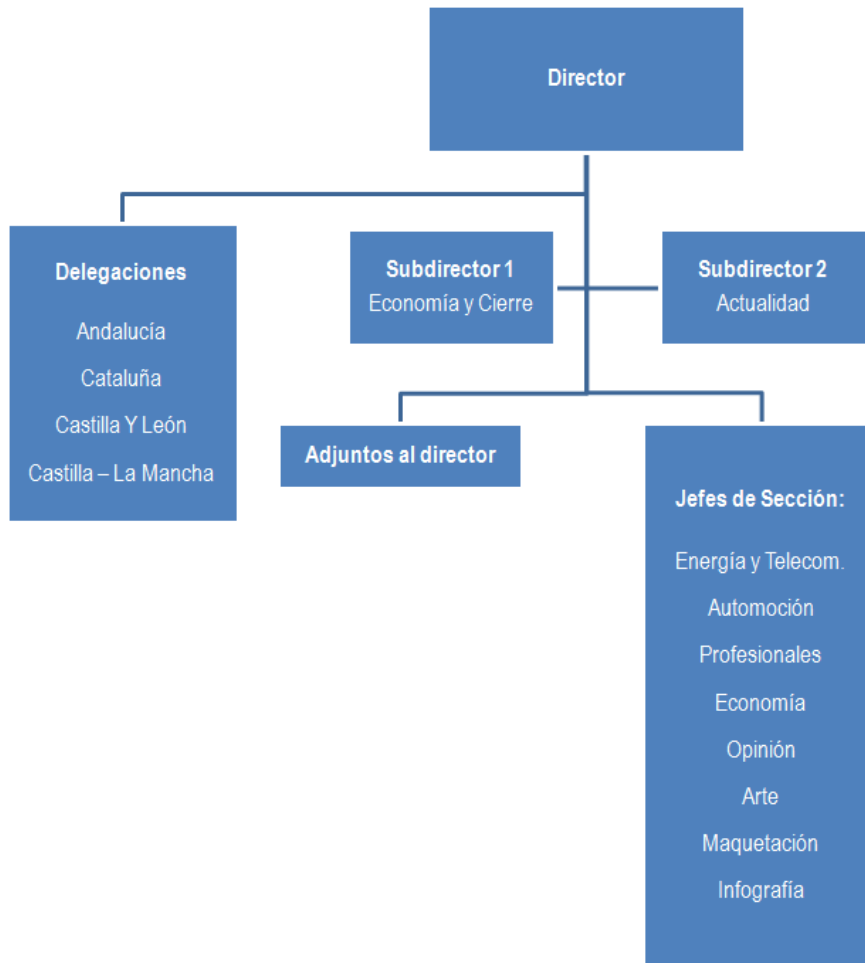 Director
Delegaciones
Andalucía
Cataluña
Castilla Y León
Castilla – La Mancha
Subdirector 1
Economía y Cierre
Subdirector 2
Actualidad
Adjuntos al director
Jefes de Sección:
Energía y Telecom.
Automoción
Profesionales
Economía
Opinión
Arte
Maquetación
Infografía